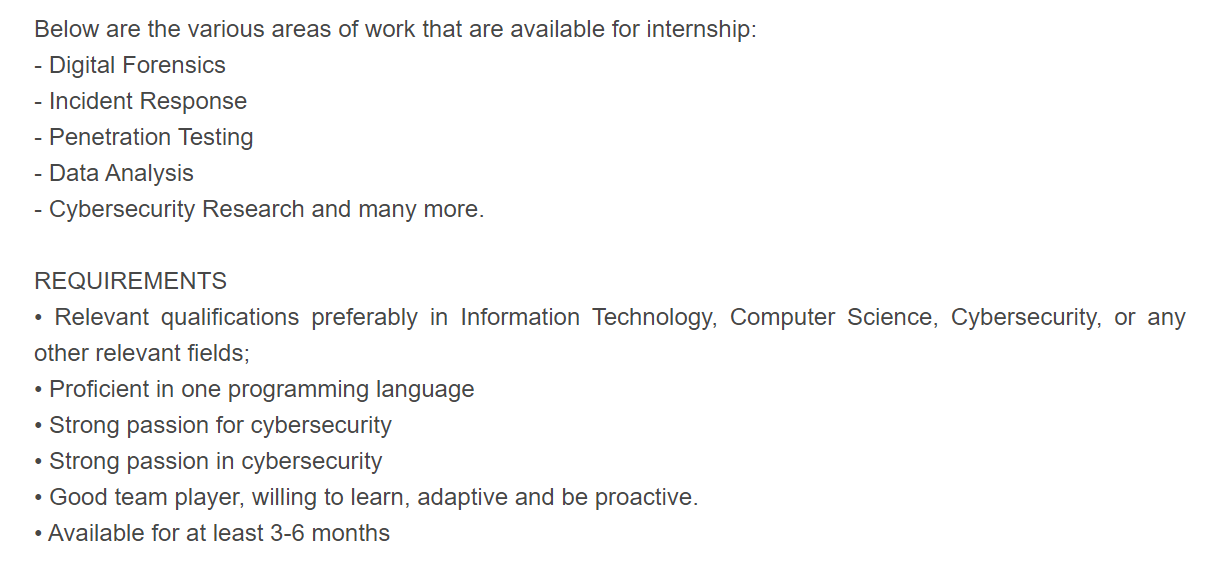 Below are the various areas of work that are available for internship:
- Digital Forensics
- Incident Response
- Penetration Testing
- Data Analysis
- Cybersecurity Research and many more.
REQUIREMENTS
• Relevant qualifications preferably in Information Technology, Computer Science, Cybersecurity, or any
other relevant fields;
• Proficient in one programming language
• Strong passion for cybersecurity
• Strong passion in cybersecurity
• Good team player, willing to learn, adaptive and be proactive.
• Available for at least 3-6 months